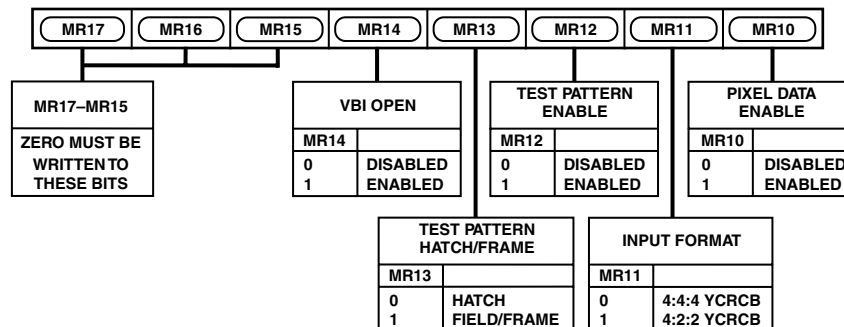 MR17 MR16 MR15 MR14 MR13 MR12 MR11 MR10
MR17–MR15
ZERO MUST BE
WRITTEN TO
THESE BITS
VBI OPEN
MR14
0 DISABLED
1 ENABLED
TEST PATTERN
ENABLE
MR12
0 DISABLED
1 ENABLED
PIXEL DATA
ENABLE
MR10
0 DISABLED
1 ENABLED
TEST PATTERN
HATCH/FRAME
MR13
0 HATCH
1 FIELD/FRAME
INPUT FORMAT
MR11
0 4:4:4 YCRCB
1 4:2:2 YCRCB